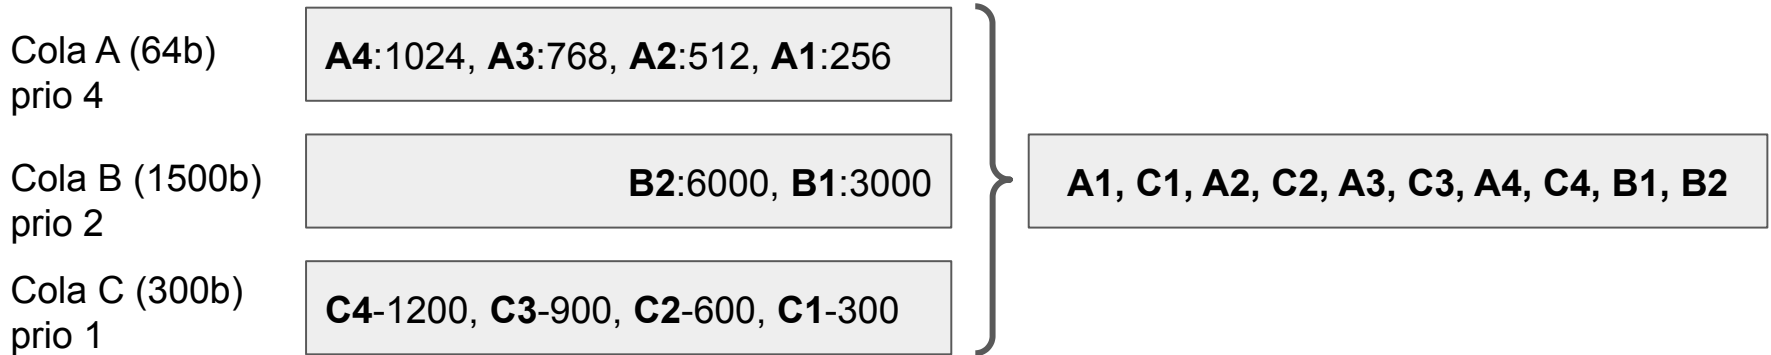 Cola A (64b)
prio 4
A4:1024, A3:768, A2:512, A1:256
Cola B (1500b)
prio 2
B2:6000, B1:3000
Cola C (300b)
prio 1
C4-1200, C3-900, C2-600, C1-300
A1, C1, A2, C2, A3, C3, A4, C4, B1, B2